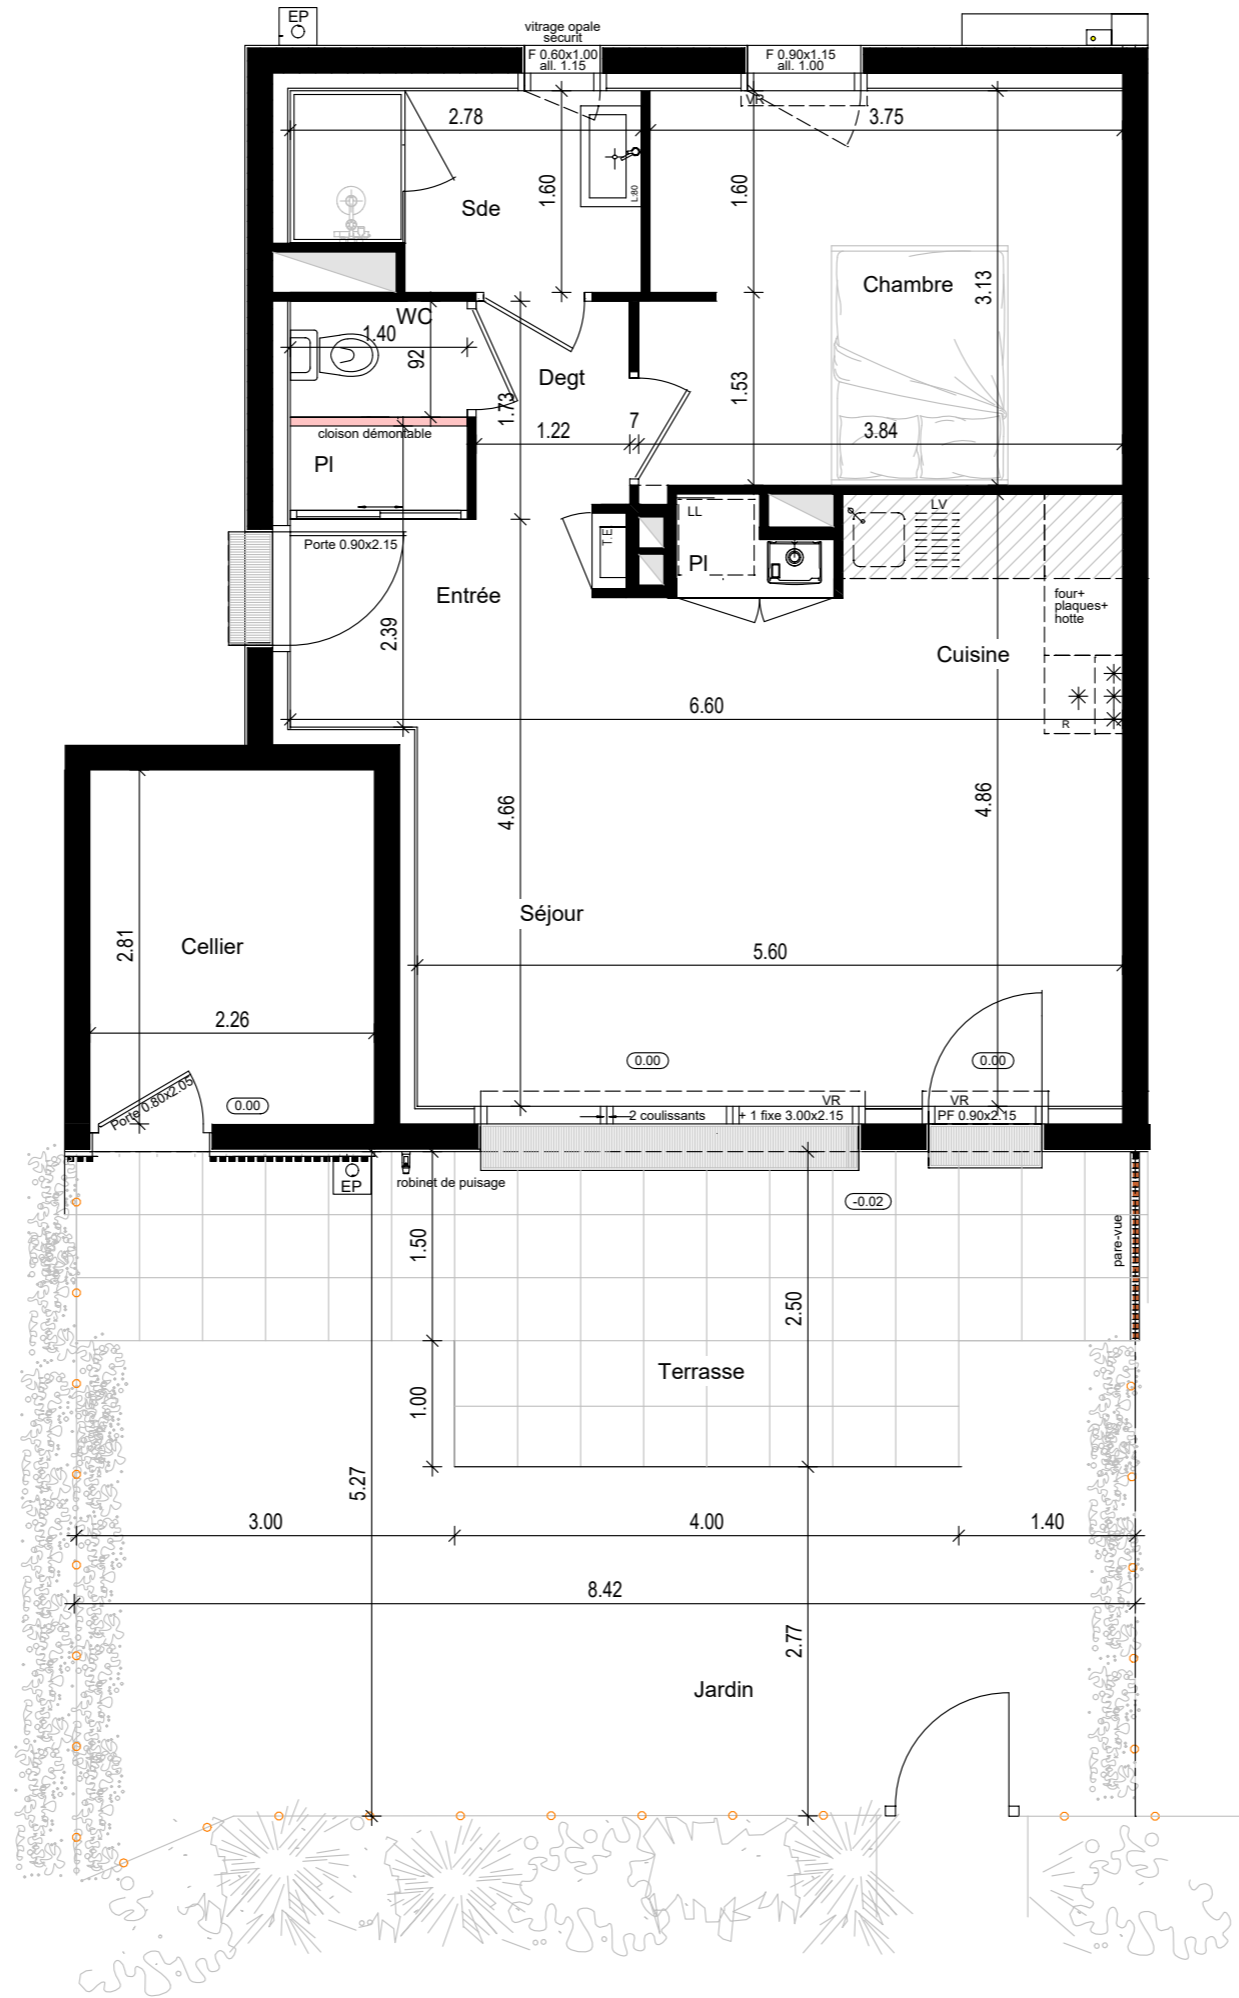 EP
vitrage opale
sécurit
F 0.60x1.00
all. 1.15
F 0.90x1.15
all. 1.00
VR
2.78
3.75
1.60
1.60
L:80
Sde
Chambre
3.13
WC
1.40
92
Degt
1.73
1.53
7
1.22
3.84
cloison démontable
Pl
LL
LV
Porte 0.90x2.15
T.E
Pl
Entrée
four+
plaques+
hotte
2.39
Cuisine
6.60
R
4.66
4.86
Séjour
2.81
Cellier
5.60
2.26
0.00
0.00
Porte 0.80x2.05
0.00
VR
VR
2 coulissants
+ 1 fixe 3.00x2.15
PF 0.90x2.15
EP
robinet de puisage
-0.02
pare-vue
1.50
2.50
Terrasse
1.00
5.27
3.00
4.00
1.40
8.42
2.77
Jardin